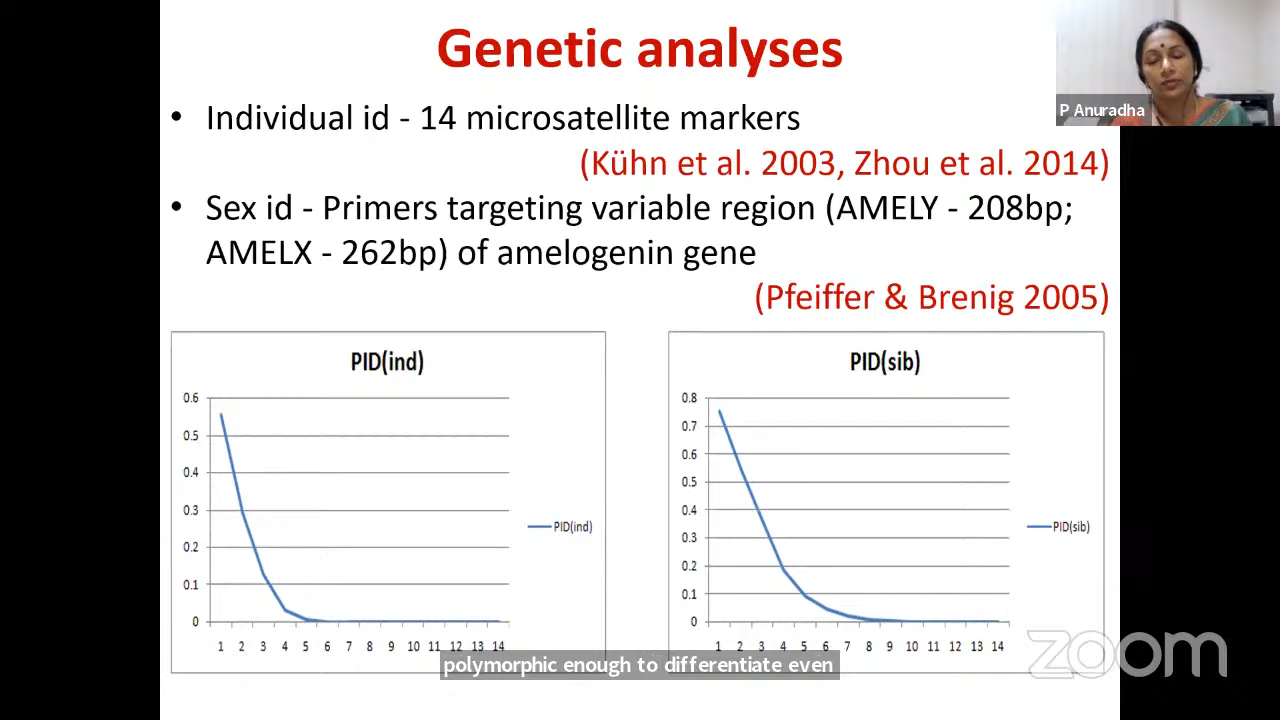 Genetic analyses
P Anuradha
• Individual id - 14 microsatellite markers
(Kühn et al. 2003, Zhou et al. 2014)
• Sex id - Primers targeting variable region (AMELY - 208bp;
AMELX - 262bp) of amelogenin gene
(Pfeiffer & Brenig 2005)
PID(ind)
0.6
0.5
0.4
0.3
0.2
0.1
0
1 2 3 4 5 6 7 8 9 10 11 12 13 14
PID(ind)
PID(sib)
0.8
0.7
0.6
0.5
0.4
0.3
0.2
0.1
0
1 2 3 4 5 6 7 8 9 10 11 12 13 14
PID(sib)
polymorphic enough to differentiate even
zoom